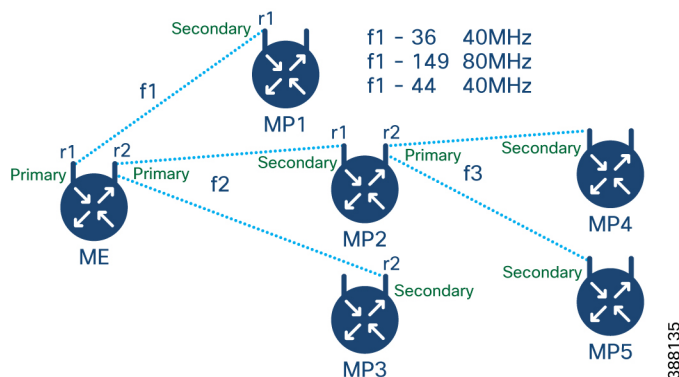 r1
Secondary
f1 - 36 40MHz
f1 - 149 80MHz
f1 - 44 40MHz
f1
MP1
r1
r2
r1
r2
Primary
Primary
Secondary
Primary
Secondary
f2
f3
ME
MP2
MP4
r2
Secondary
Secondary
MP3
MP5
388135